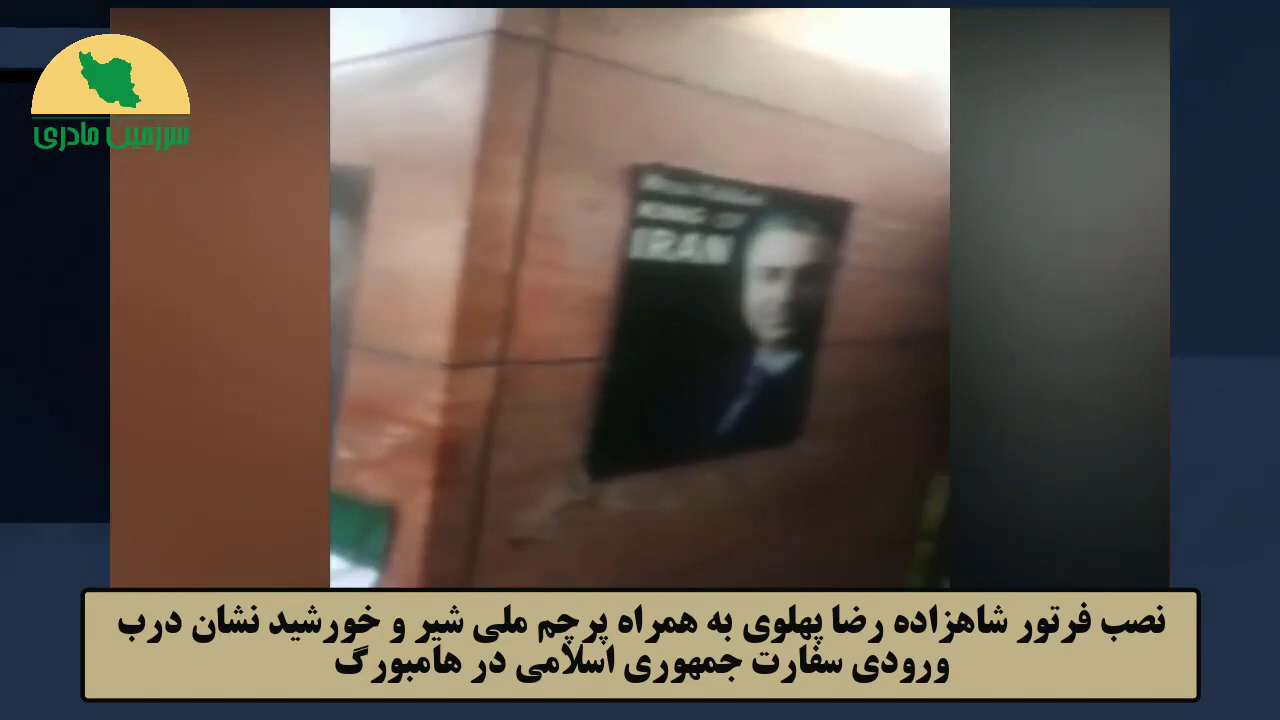 سرزمین مادری
KING OF
IRAN
نصب فرتور شاهزاده رضا پهلوی به همراه پرچم ملی شیر و خورشید نشان درب
ورودی سفارت جمهوری اسلامی در هامبورگ